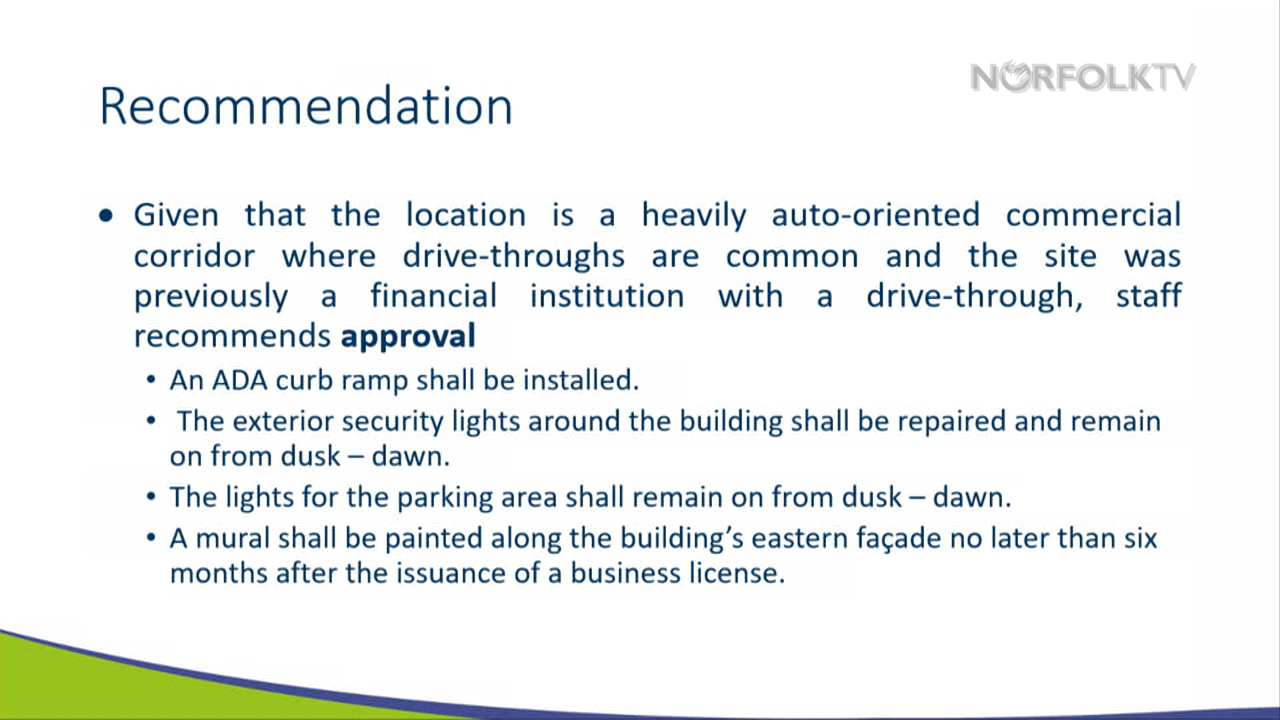 NORFOLKTV
Recommendation
• Given that the location is a heavily auto-oriented commercial
corridor where drive-throughs are common and the site was
previously a financial institution with a drive-through, staff
recommends approval
• An ADA curb ramp shall be installed.
• The exterior security lights around the building shall be repaired and remain
on from dusk – dawn.
• The lights for the parking area shall remain on from dusk – dawn.
• A mural shall be painted along the building’s eastern façade no later than six
months after the issuance of a business license.